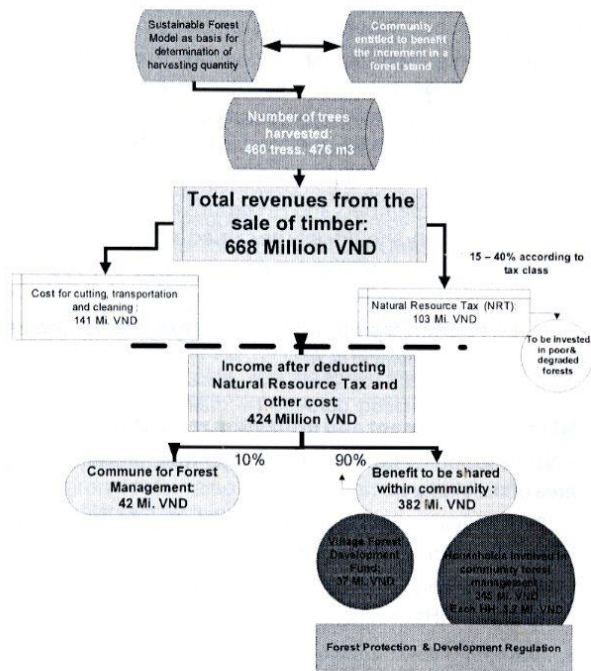 Sustainable Forest
Model as basis for
determination of
harvesting quantity
Community
entitled to benefit
the increment in a
forest stand
Number of trees
harvested:
460 tress, 476 m3
Total revenues from the
sale of timber:
668 Million VND
15 – 40% according to
tax class
Cost for cutting, transportation
and cleaning :
141 Mi. VND
Natural Resource Tax (NRT):
103 Mi. VND
To be invested
in poor&
degraded
forests
Income after deducting
Natural Resource Tax and
other cost:
424 Million VND
10%
90%
Commune for Forest
Management:
42 Mi. VND
Benefit to be shared
within community :
382 Mi. VND
Village Forest
Development
Fund:
37 Mi. VND
Households involved in
community forest
management:
345 Mi. VND
Each HH: 3.2 Mi. VND
Forest Protection & Development Regulation